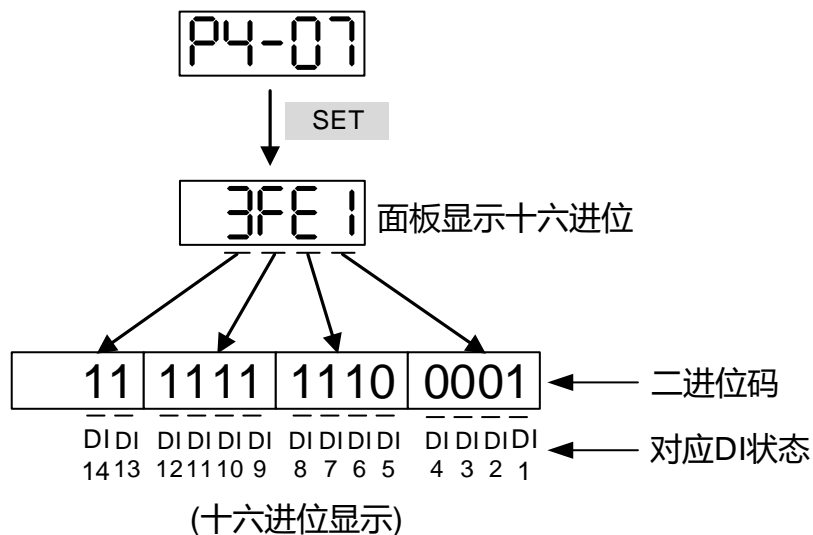 P4-07
SET
3FE1 面板显示十六进位
11 1111 1110 0001 二进位码
DI DI DI DI DI DI DI DI DI DI DI DI DI DI 对应DI状态
14 13 12 11 10 9 8 7 6 5 4 3 2 1
(十六进位显示)